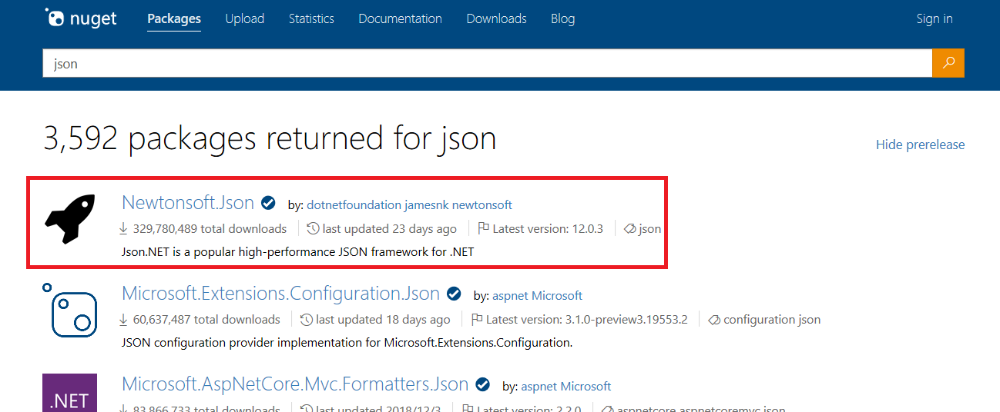 nuget Packages Upload Statistics Documentation Downloads Blog Sign in
json
3,592 packages returned for json
Hide prerelease
Newtonsoft.Json by: dotnetfoundation jamesnk newtonsoft
329,780,489 total downloads last updated 23 days ago Latest version: 12.0.3 json
Json.NET is a popular high-performance JSON framework for .NET
Microsoft.Extensions.Configuration.Json by: aspnet Microsoft
60,637,487 total downloads last updated 18 days ago Latest version: 3.1.0-preview3.19553.2 configuration json
JSON configuration provider implementation for Microsoft.Extensions.Configuration.
.NET Microsoft.AspNetCore.Mvc.Formatters.Json by: aspnet Microsoft
83,866,733 total downloads last updated 2018/12/3 Latest version: 2.2.0 aspnetcore aspnetcoremvc json